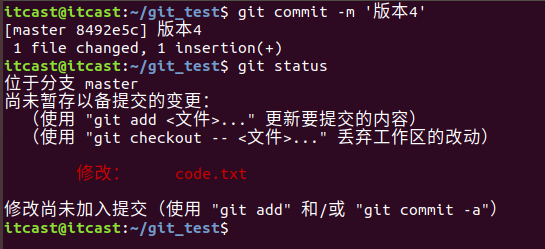 itcast@itcast:~/git_test$ git commit -m '版本4'
[master 8492e5c] 版本4
 1 file changed, 1 insertion(+)
itcast@itcast:~/git_test$ git status
位于分支 master
尚未暂存以备提交的变更：
  （使用 "git add <文件>..." 更新要提交的内容）
  （使用 "git checkout -- <文件>..." 丢弃工作区的改动）
        修改：     code.txt
修改尚未加入提交（使用 "git add" 和/或 "git commit -a"）
itcast@itcast:~/git_test$